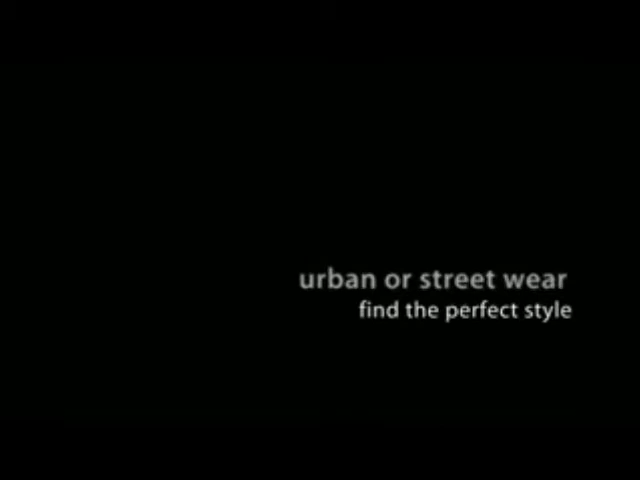 urban or street wear
find the perfect style